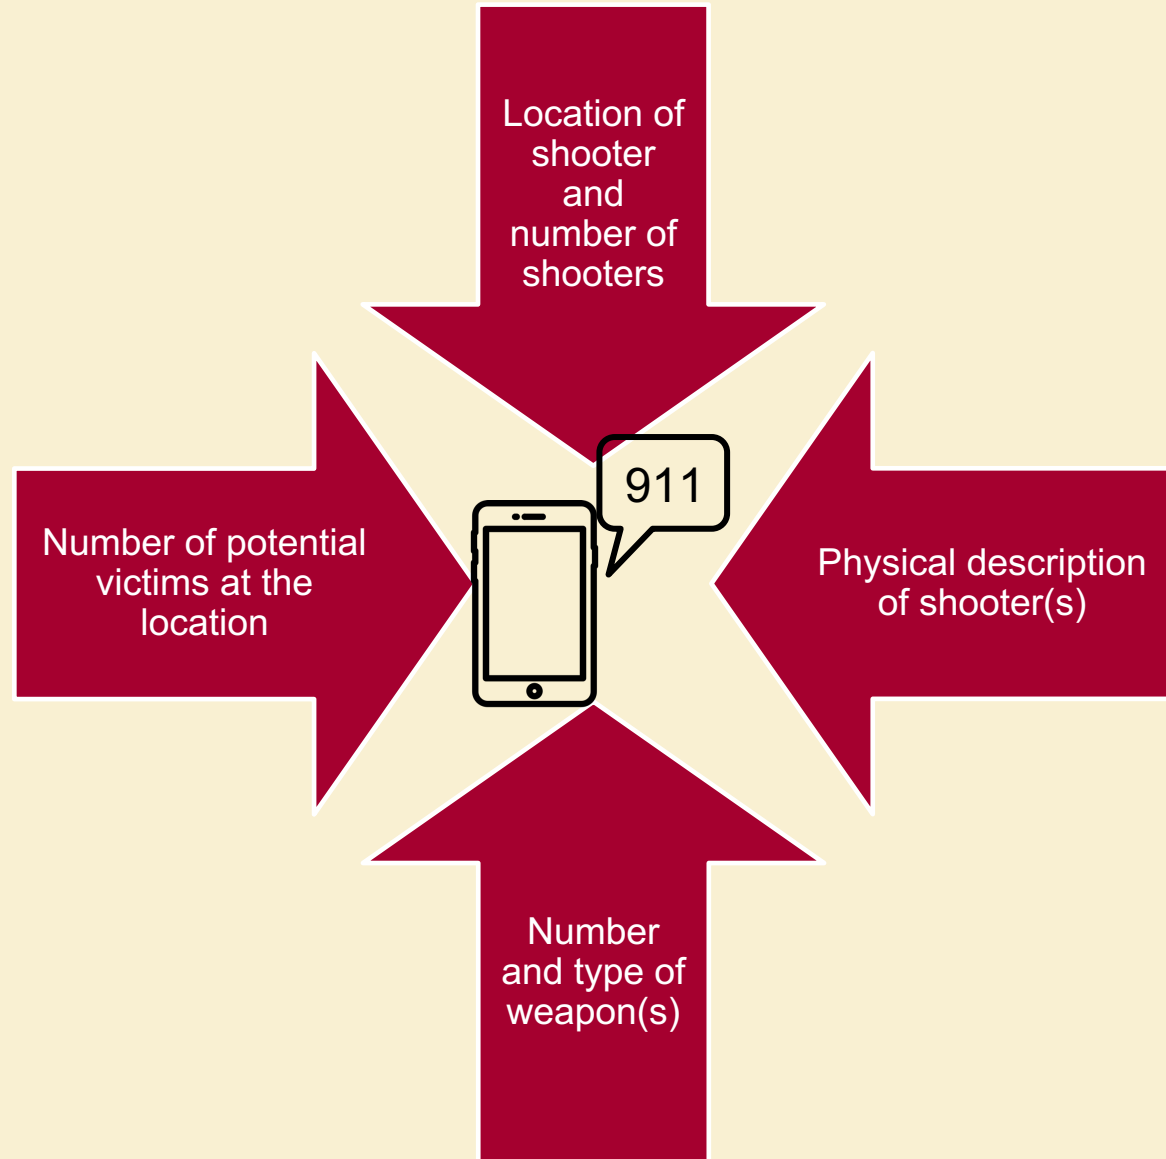 Location of
shooter
and
number of
shooters
911
Number of potential
victims at the
location
Physical description
of shooter(s)
Number
and type of
weapon(s)